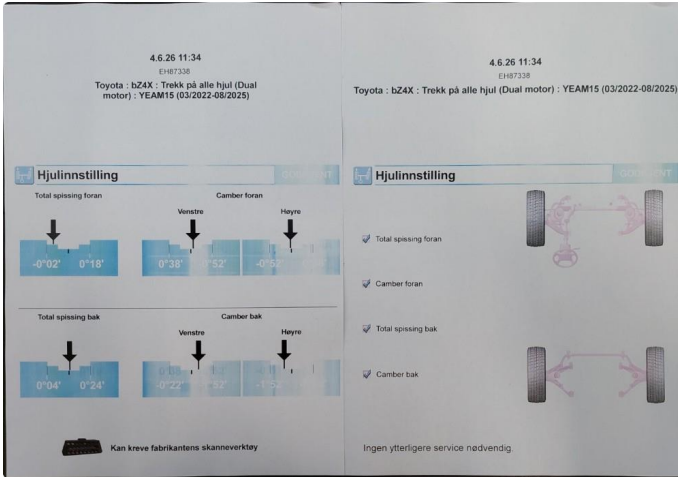 4.6.26 11:34
EH87338
Toyota : bZ4X : Trekk på alle hjul (Dual
motor) : YEAM15 (03/2022-08/2025)
Hjulinnstilling
Total spissing foran
Camber foran
Venstre
Høyre
-0°02' 0°18'
0°38'
Total spissing bak
Camber bak
Venstre
Høyre
0°04' 0°24'
-0°22'
Kan kreve fabrikantens skanneverktøy
4.6.26 11:34
EH87338
Toyota : bZ4X : Trekk på alle hjul (Dual motor) : YEAM15 (03/2022-08/2025)
Hjulinnstilling
Total spissing foran
Camber foran
Total spissing bak
Camber bak
Ingen ytterligere service nødvendig.